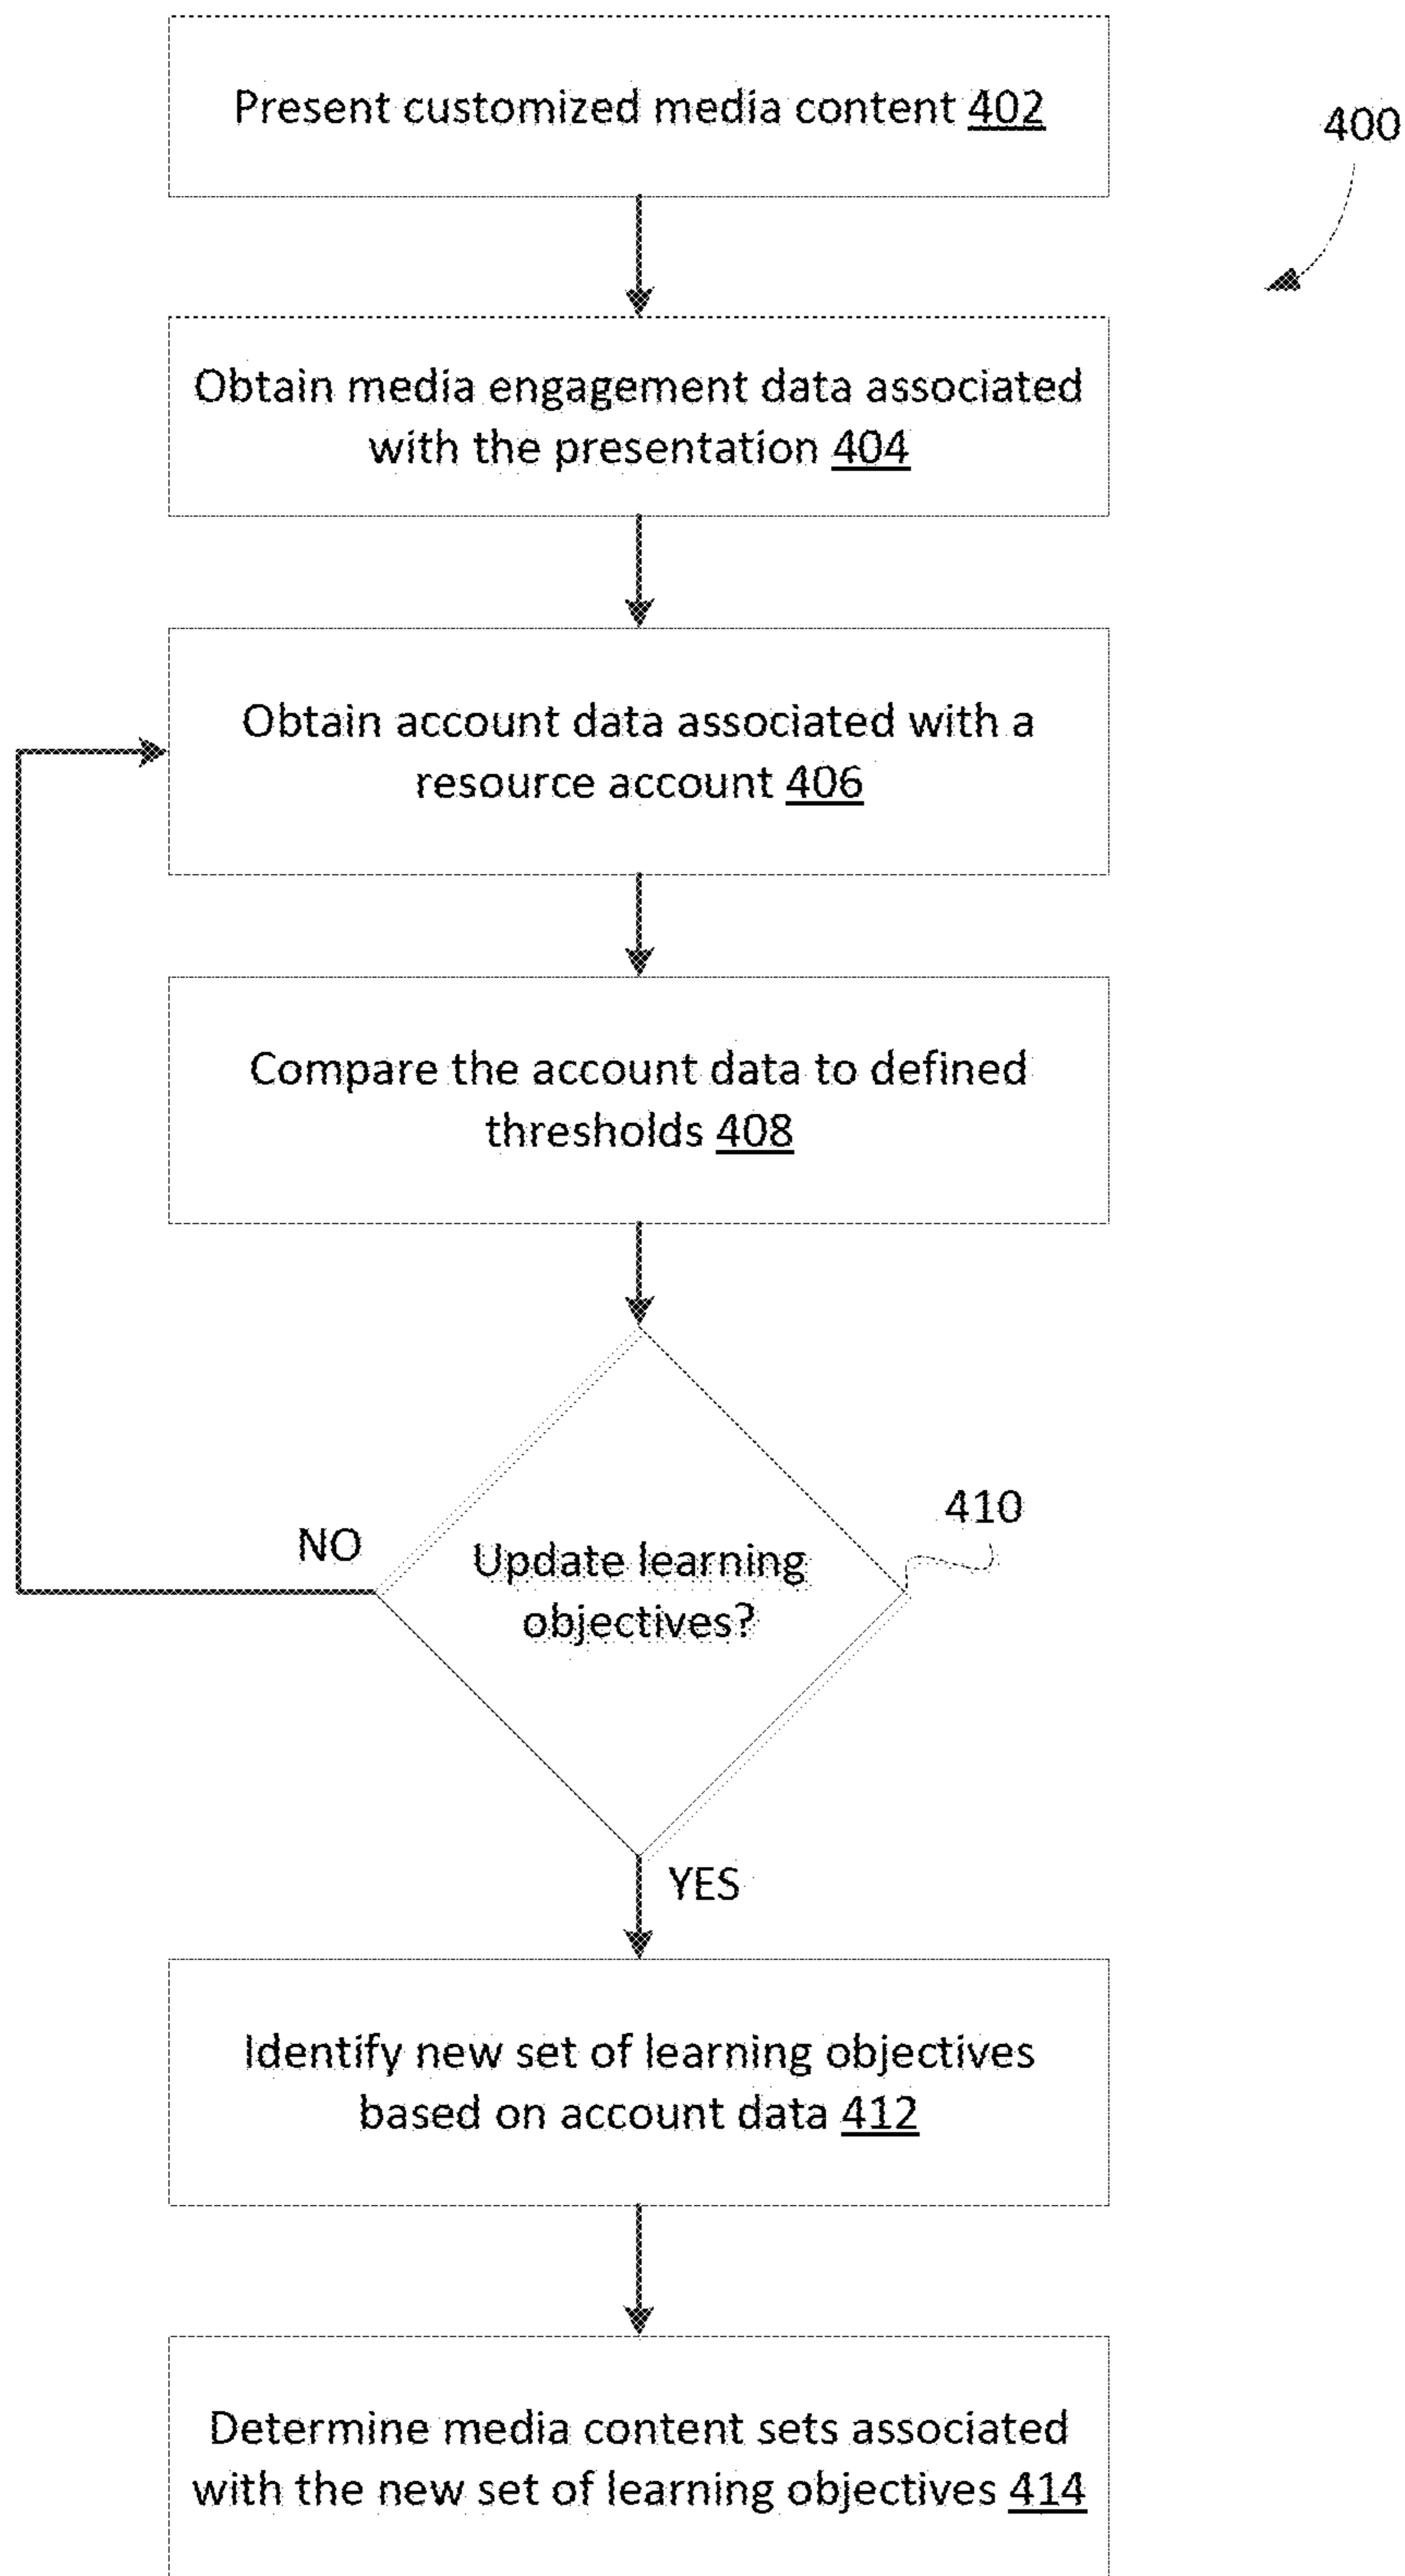 Present customized media content 402
400
Obtain media engagement data associated
with the presentation 404
Obtain account data associated with a
resource account 406
Compare the account data to defined
thresholds 408
410
NO
Update learning
objectives?
YES
Identify new set of learning objectives
based on account data 412
Determine media content sets associated
with the new set of learning objectives 414